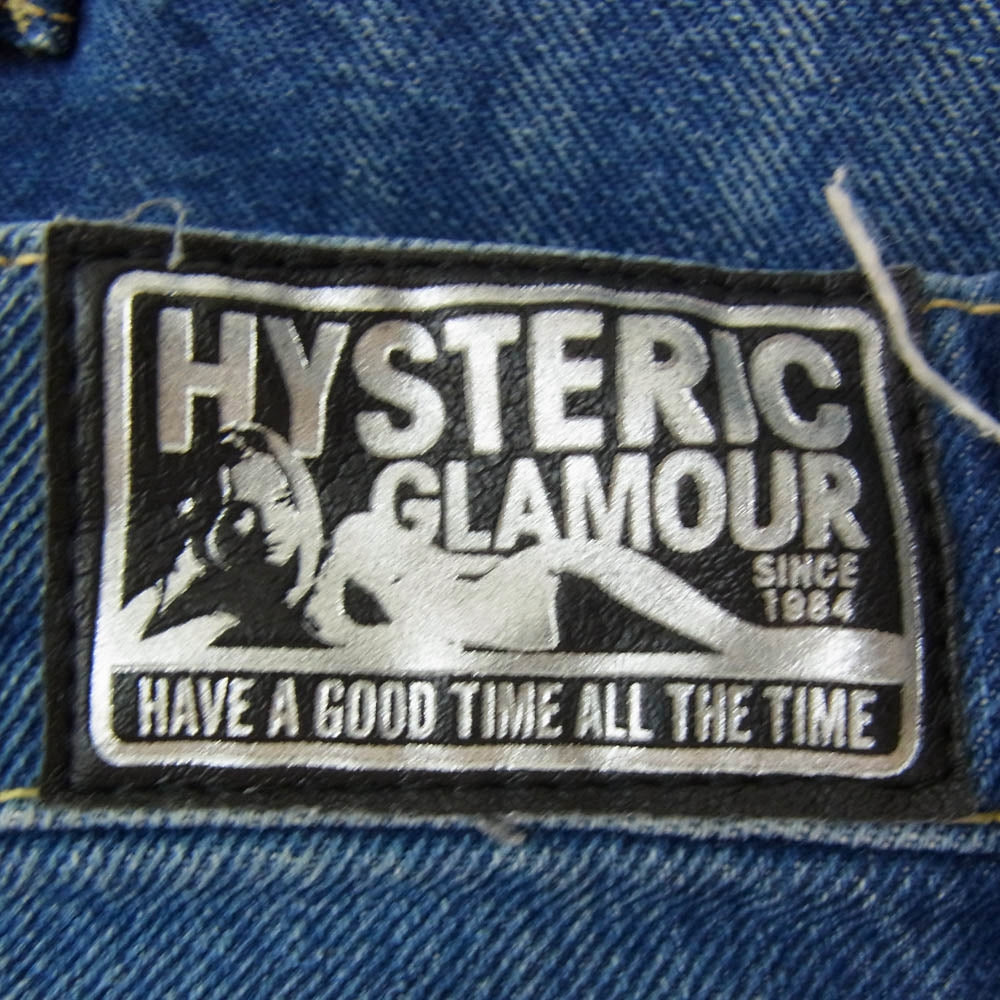 HYSTERIC
GLAMOUR
SINCE
1984
HAVE A GOOD TIME ALL THE TIME